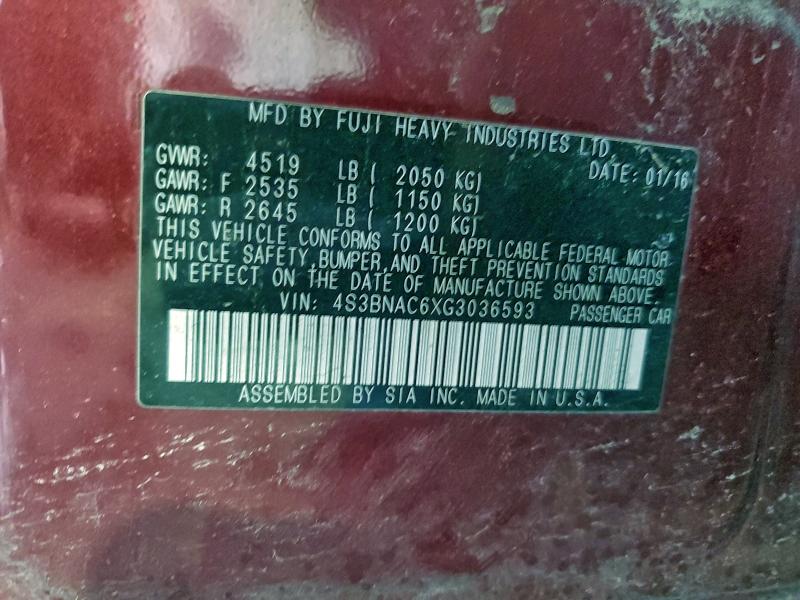 MFD BY FUJI HEAVY INDUSTRIES LTD
DATE: 01/16
GVWR: 4519 LB ( 2050 KG)
GAWR: F 2535 LB ( 1150 KG)
GAWR: R 2645 LB ( 1200 KG)
THIS VEHICLE CONFORMS TO ALL APPLICABLE FEDERAL MOTOR
VEHICLE SAFETY, BUMPER, AND THEFT PREVENTION STANDARDS
IN EFFECT ON THE DATE OF MANUFACTURE SHOWN ABOVE.
VIN: 4S3BNAC6XG3036593 PASSENGER CAR
ASSEMBLED BY SIA INC. MADE IN U.S.A.